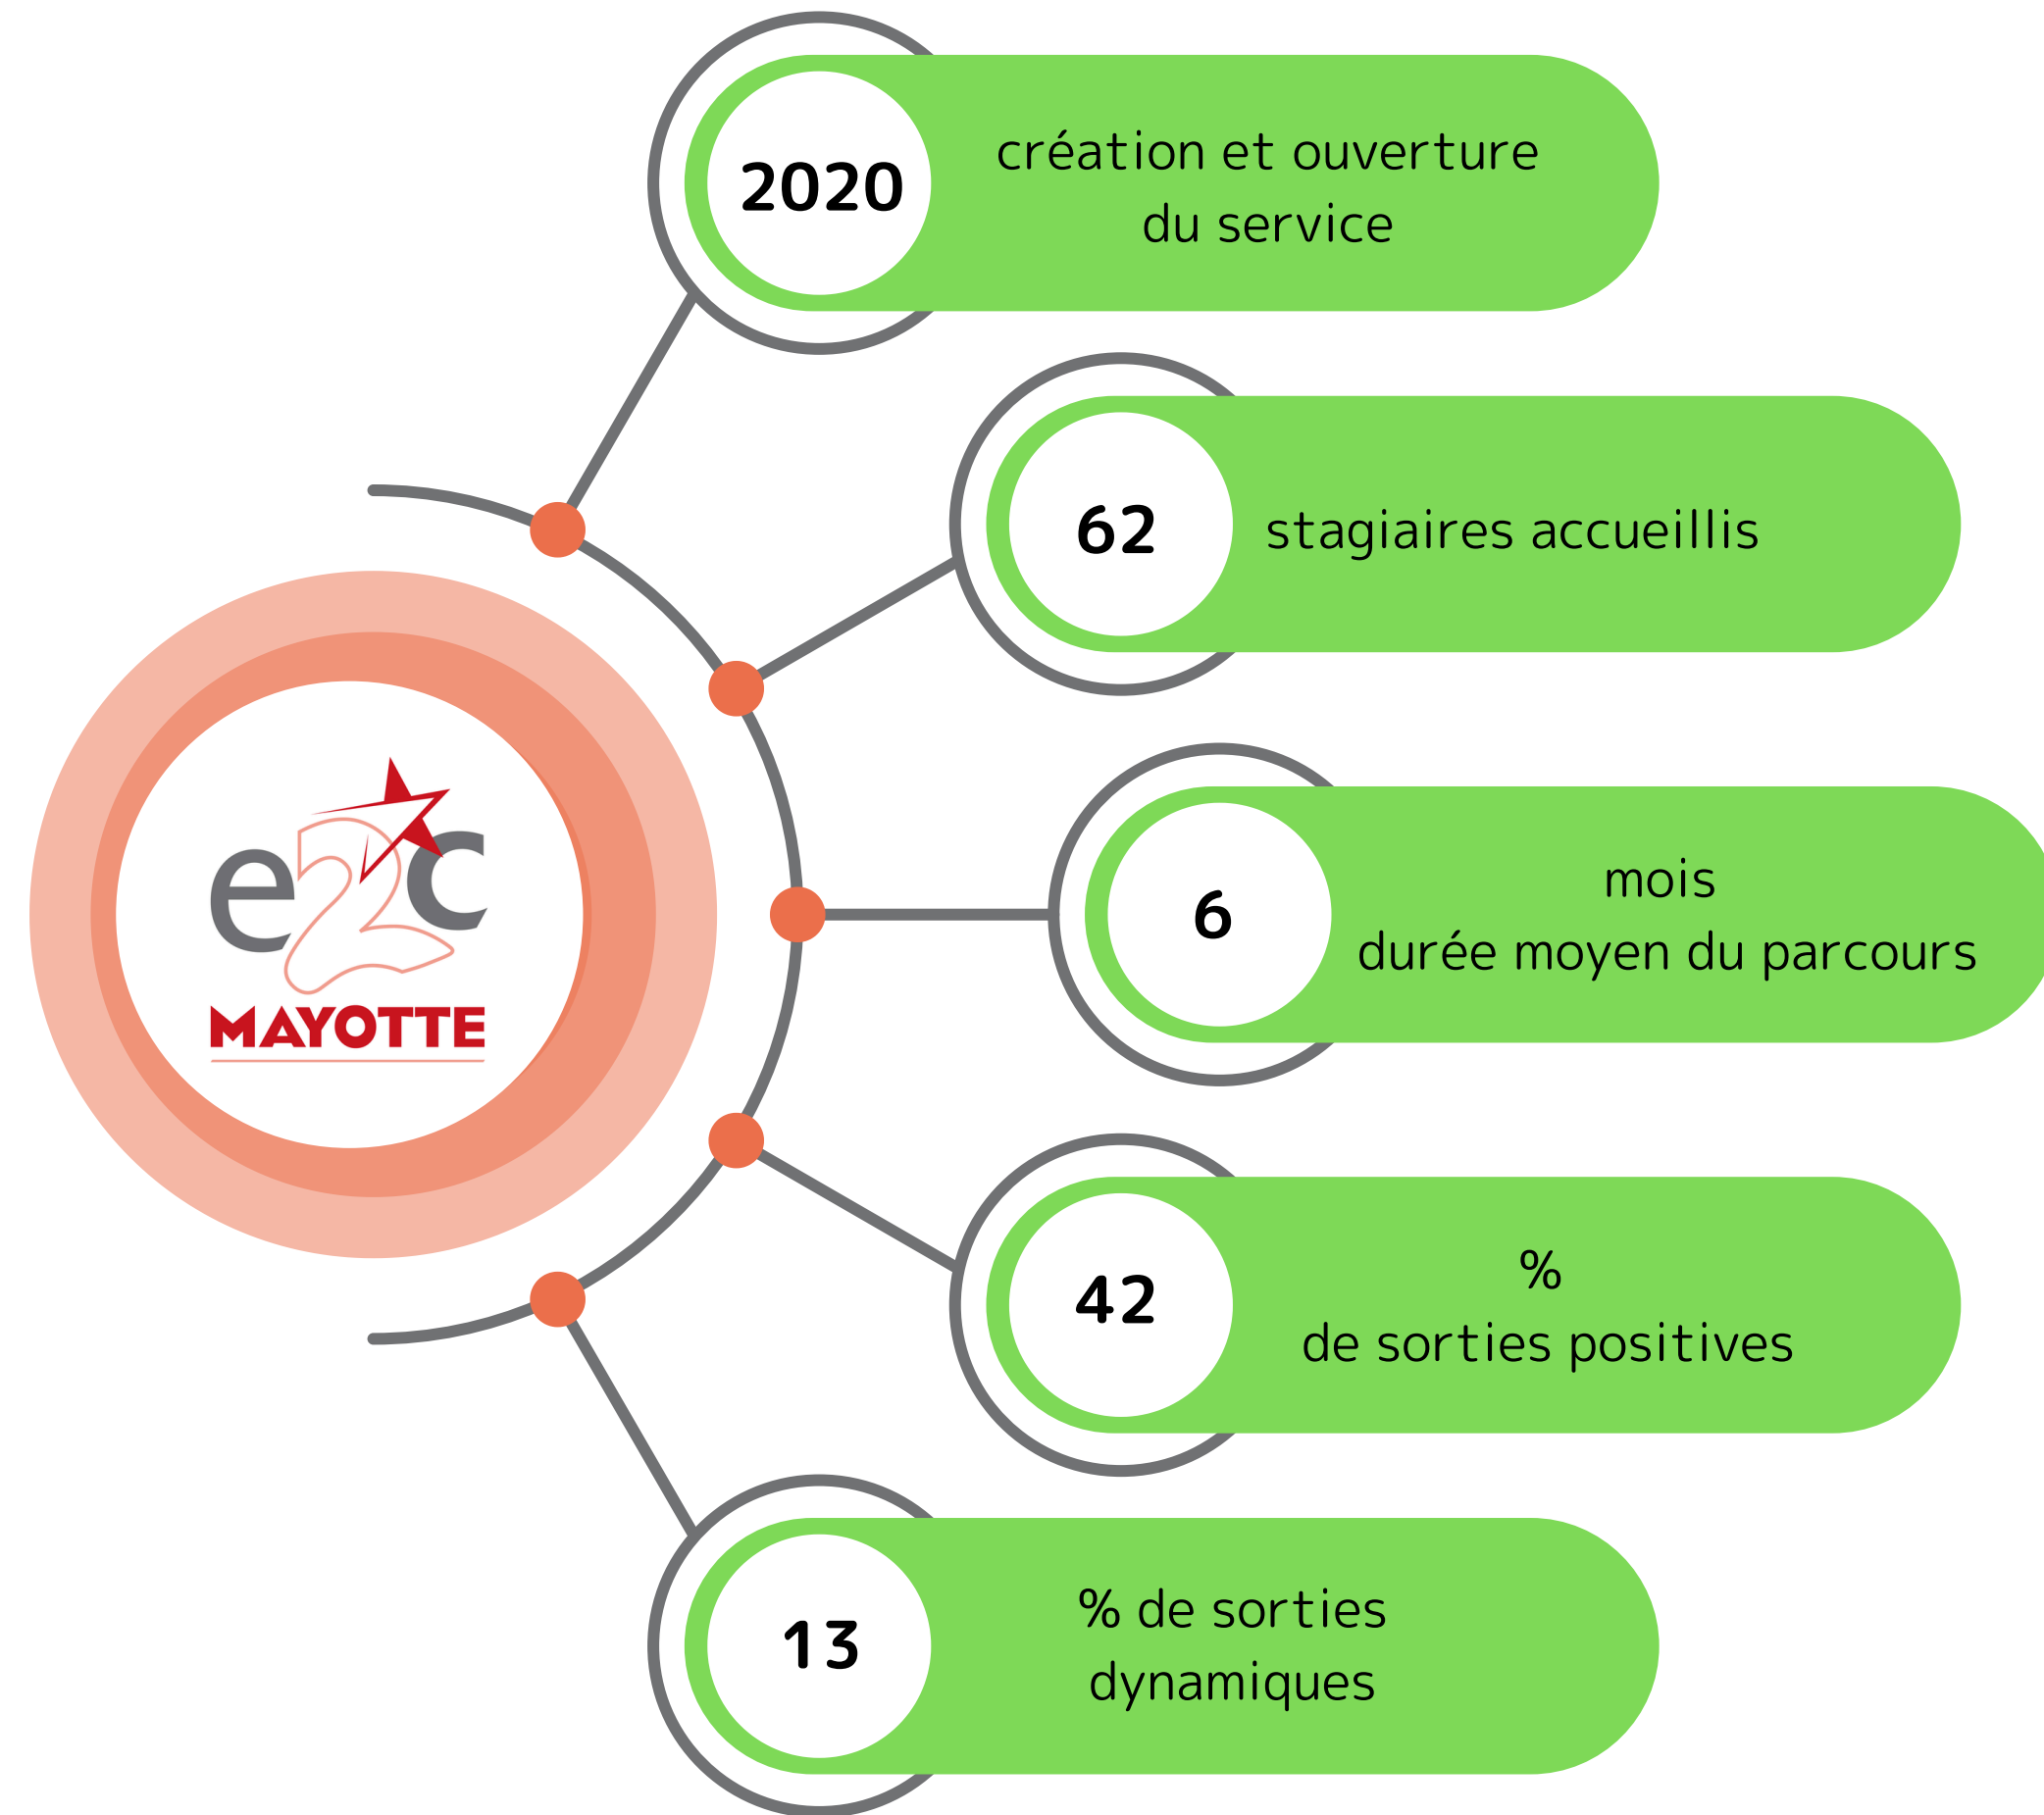 2020
création et ouverture
du service
62
stagiaires accueillis
e2c
MAYOTTE
6
mois
durée moyen du parcours
42
%
de sorties positives
13
% de sorties
dynamiques